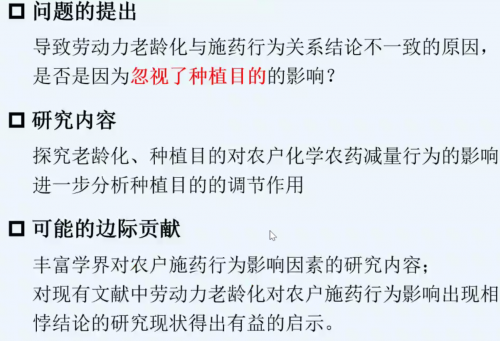 问题的提出
导致劳动力老龄化与施药行为关系结论不一致的原因，
是否是因为忽视了种植目的的影响？
研究内容
探究老龄化、种植目的对农户化学农药减量行为的影响
进一步分析种植目的的调节作用
可能的边际贡献
丰富学界对农户施药行为影响因素的研究内容；
对现有文献中劳动力老龄化对农户施药行为影响出现相
悖结论的研究现状得出有益的启示。